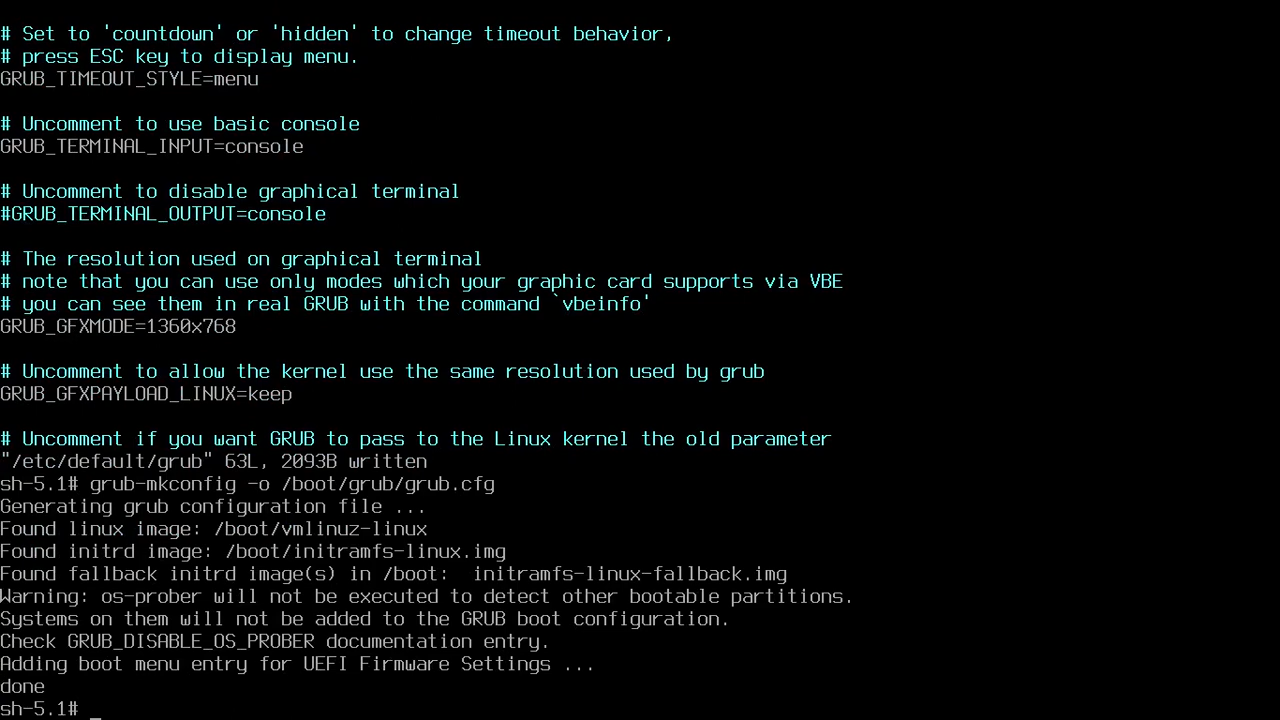 # Set to 'countdown' or 'hidden' to change timeout behavior,
# press ESC key to display menu.
GRUB_TIMEOUT_STYLE=menu
# Uncomment to use basic console
GRUB_TERMINAL_INPUT=console
# Uncomment to disable graphical terminal
#GRUB_TERMINAL_OUTPUT=console
# The resolution used on graphical terminal
# note that you can use only modes which your graphic card supports via VBE
# you can see them in real GRUB with the command `vbeinfo'
GRUB_GFXMODE=1360x768
# Uncomment to allow the kernel use the same resolution used by grub
GRUB_GFXPAYLOAD_LINUX=keep
# Uncomment if you want GRUB to pass to the Linux kernel the old parameter
"/etc/default/grub" 63L, 2093B written
sh-5.1# grub-mkconfig -o /boot/grub/grub.cfg
Generating grub configuration file ...
Found linux image: /boot/vmlinuz-linux
Found initrd image: /boot/initramfs-linux.img
Found fallback initrd image(s) in /boot:  initramfs-linux-fallback.img
Warning: os-prober will not be executed to detect other bootable partitions.
Systems on them will not be added to the GRUB boot configuration.
Check GRUB_DISABLE_OS_PROBER documentation entry.
Adding boot menu entry for UEFI Firmware Settings ...
done
sh-5.1# _